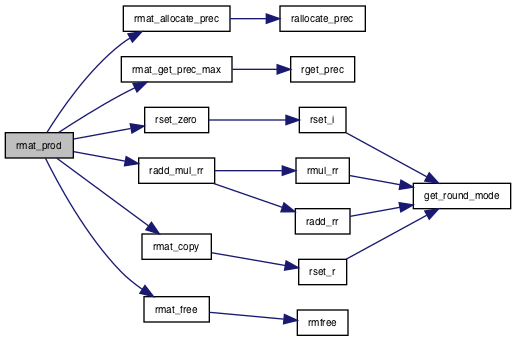 rmat_allocate_prec
rallocate_prec
rmat_get_prec_max
rget_prec
rset_zero
rset_i
rmat_prod
radd_mul_rr
rmul_rr
get_round_mode
radd_rr
rmat_copy
rset_r
rmat_free
rmfree